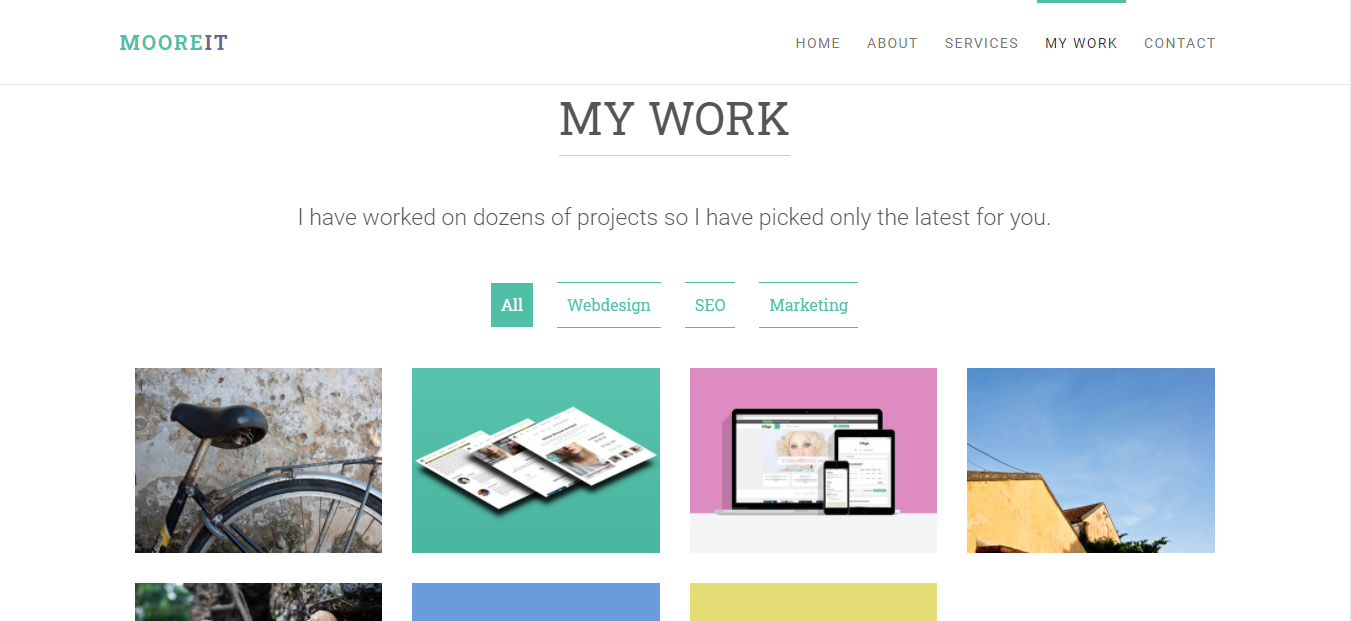 MOOREIT
HOME ABOUT SERVICES MY WORK CONTACT
MY WORK
I have worked on dozens of projects so I have picked only the latest for you.
All Webdesign SEO Marketing